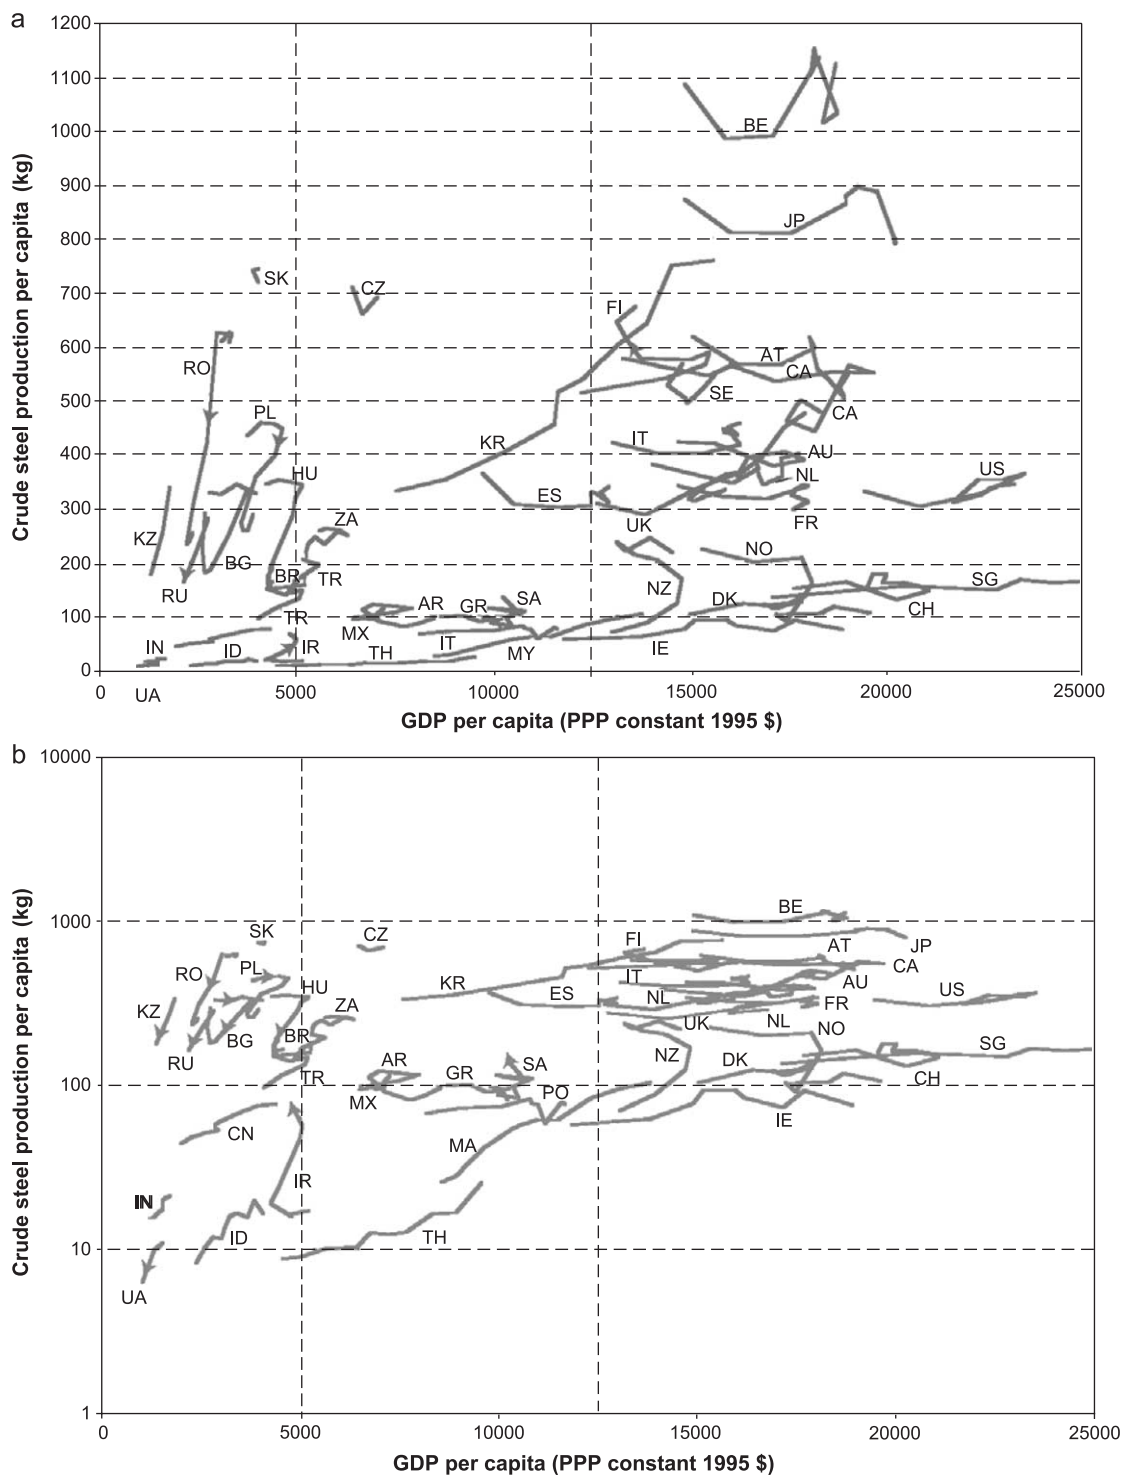 a
1200
1100
1000
900
800
700
600
500
400
300
200
100
0
Crude steel production per capita (kg)
BE
JP
SK
CZ
FI
RO
AT
CA
SE
PL
CA
KR
IT
AU
HU
NL
US
ES
ZA
UK
FR
KZ
BG
NO
RU
BR
TR
NZ
SG
AR
GR
SA
DK
CH
TR
MX
IN
ID
IR
TH
IT
MY
IE
UA
0
5000
10000
15000
20000
25000
GDP per capita (PPP constant 1995 $)
b
10000
1000
100
10
1
Crude steel production per capita (kg)
BE
SK
CZ
FI
AT
JP
RO
PL
CA
KR
IT
AU
HU
ES
NL
US
KZ
ZA
FR
BG
BR
UK
NL
NO
RU
NZ
SG
AR
GR
SA
DK
CH
TR
MX
PO
CN
MA
IE
IR
IN
ID
TH
UA
0
5000
10000
15000
20000
25000
GDP per capita (PPP constant 1995 $)